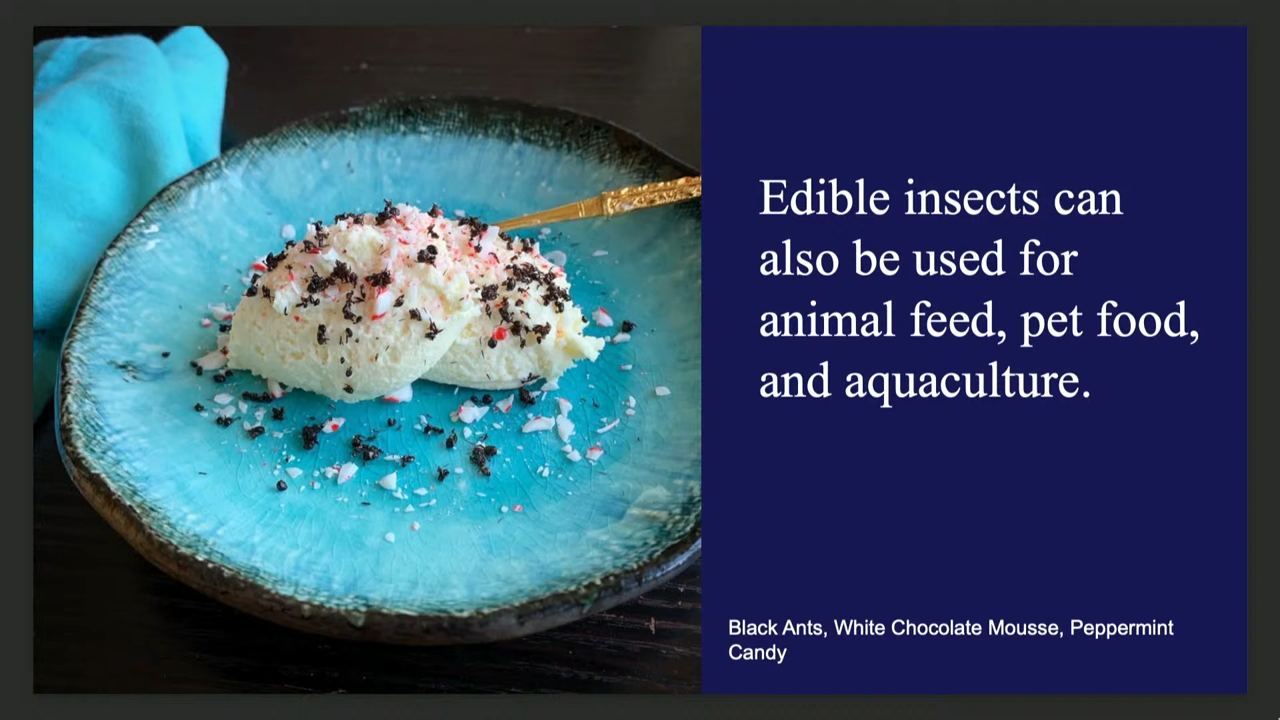 Edible insects can
also be used for
animal feed, pet food,
and aquaculture.
Black Ants, White Chocolate Mousse, Peppermint
Candy